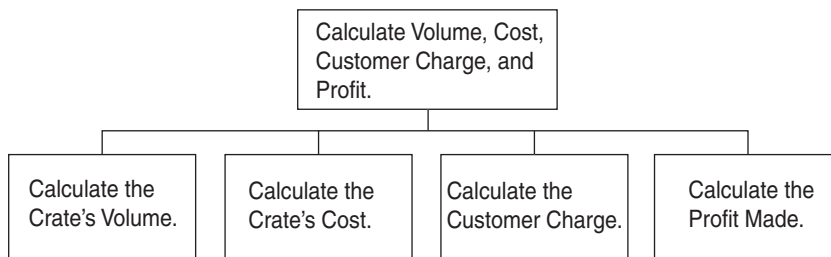 Calculate Volume, Cost,
Customer Charge, and
Profit.
Calculate the
Crate’s Volume.
Calculate the
Crate’s Cost.
Calculate the
Customer Charge.
Calculate the
Profit Made.